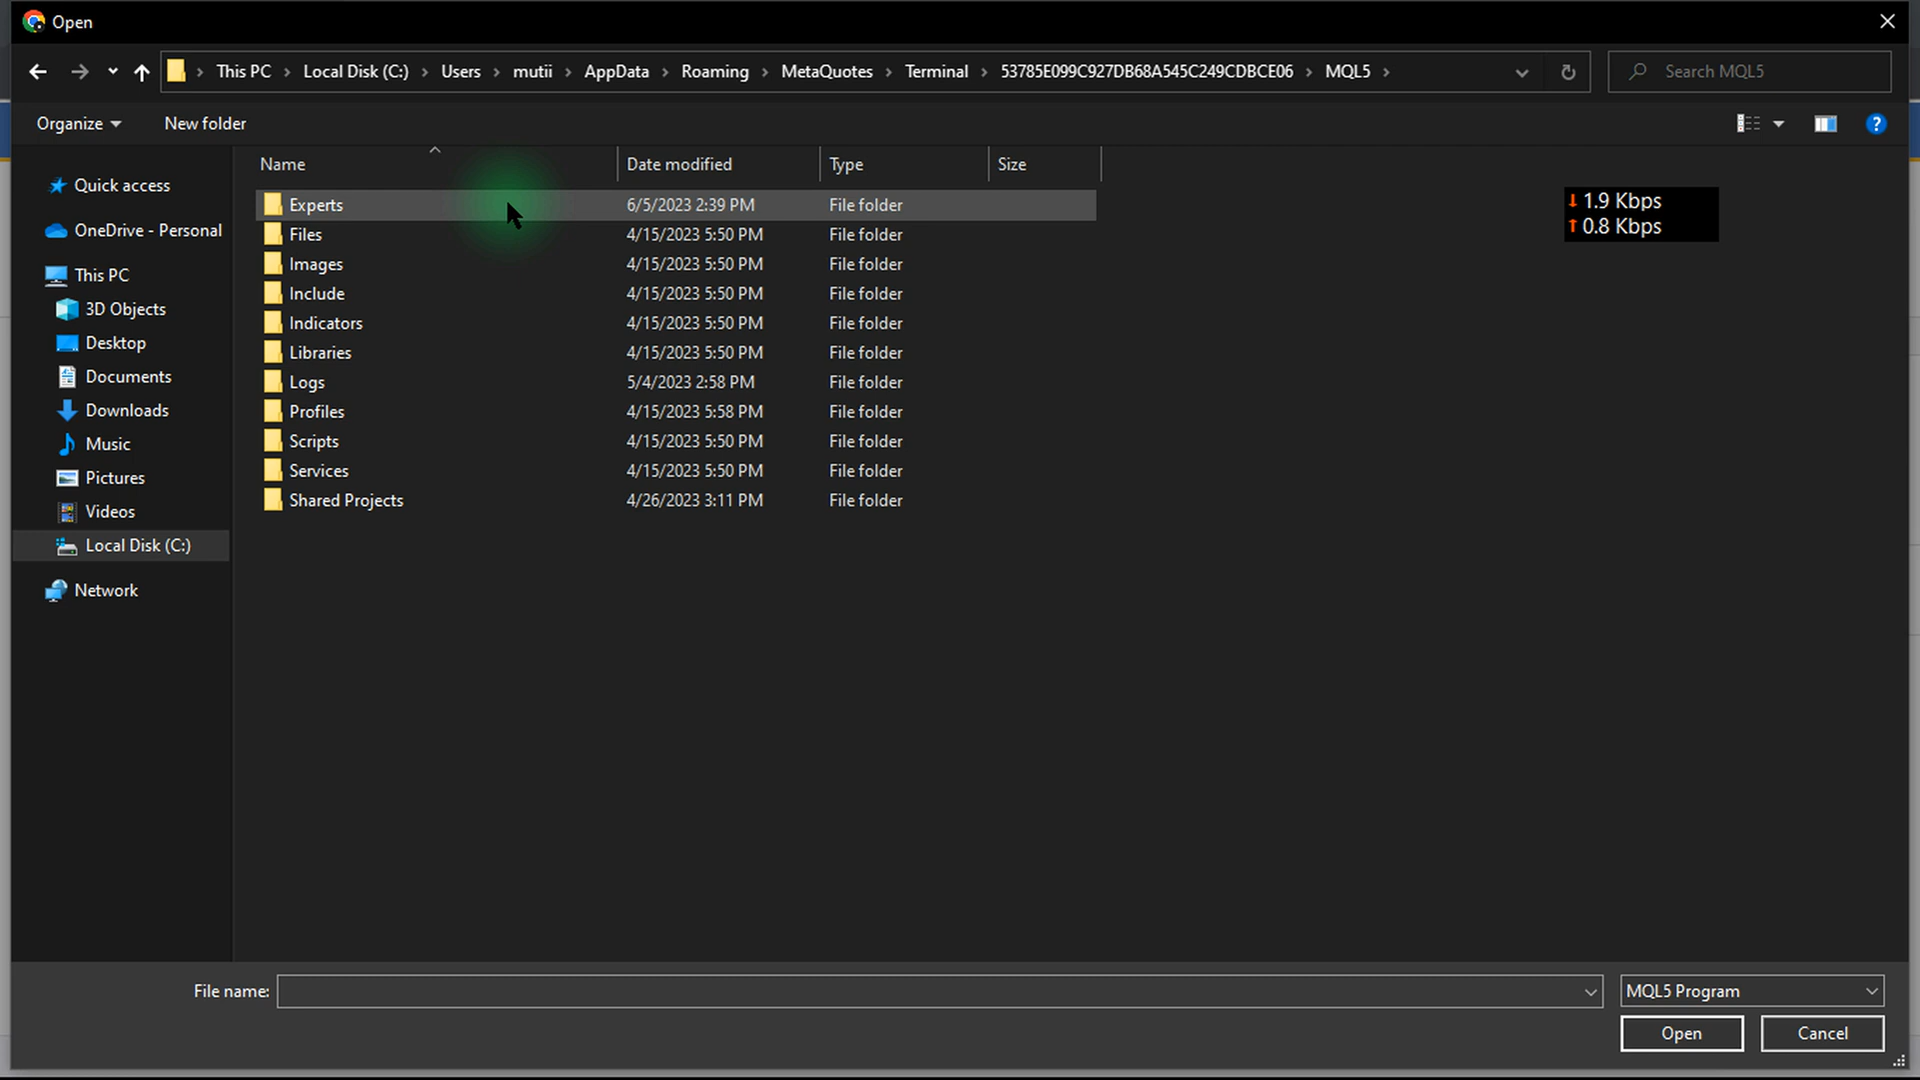 Open
This PC > Local Disk (C:) > Users > mutii > AppData > Roaming > MetaQuotes > Terminal > 53785E099C927DB68A545C249CDBCE06 > MQL5 >
Search MQL5
Organize
New folder
?
Name
Date modified
Type
Size
Quick access
OneDrive - Personal
This PC
3D Objects
Desktop
Documents
Downloads
Music
Pictures
Videos
Local Disk (C:)
Network
Experts 6/5/2023 2:39 PM File folder
Files 4/15/2023 5:50 PM File folder
Images 4/15/2023 5:50 PM File folder
Include 4/15/2023 5:50 PM File folder
Indicators 4/15/2023 5:50 PM File folder
Libraries 4/15/2023 5:50 PM File folder
Logs 5/4/2023 2:58 PM File folder
Profiles 4/15/2023 5:58 PM File folder
Scripts 4/15/2023 5:50 PM File folder
Services 4/15/2023 5:50 PM File folder
Shared Projects 4/26/2023 3:11 PM File folder
↓ 1.9 Kbps
↑ 0.8 Kbps
File name:
MQL5 Program
Open
Cancel